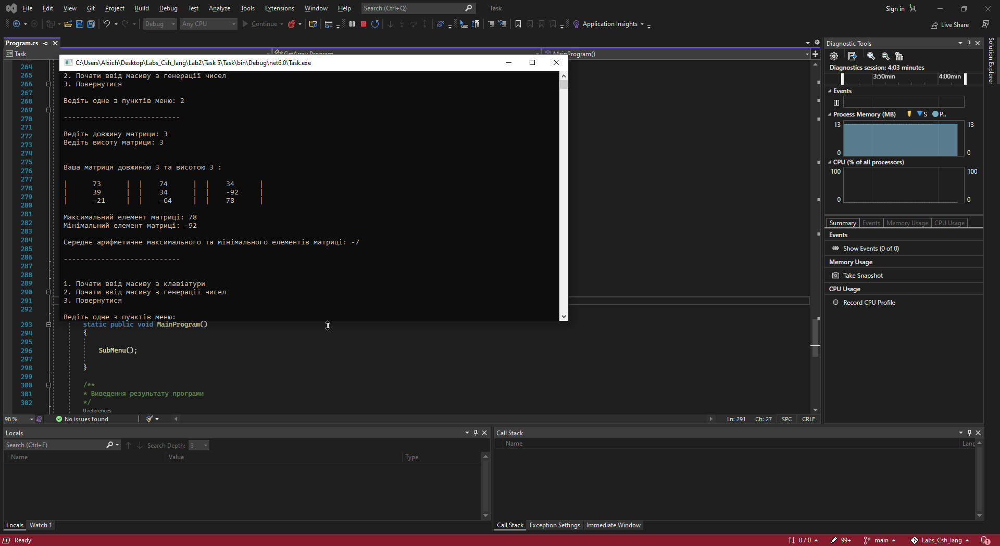 File Edit View Git Project Build Debug Test Analyze Tools Extensions Window Help Search (Ctrl+Q) Task Sign in
Debug Any CPU Continue Application Insights Live Share
Program.cs
Task GetArray.Program MainProgram()
C:\Users\Alxich\Desktop\Labs_Csh_lang\Lab2\Task 5\Task\bin\Debug\net6.0\Task.exe
2. Почати ввід масиву з генерації чисел
3. Повернутися
Ведіть одне з пунктів меню: 2
----------------------------
Ведіть довжину матрици: 3
Ведіть висоту матрици: 3
Ваша матриця довжиною 3 та висотою 3 :
| 73 | | 74 | | 34 |
| 39 | | 34 | | -92 |
| -21 | | -64 | | 78 |
Максимальний елемент матриці: 78
Мінімальний елемент матриці: -92
Середнє арифметичне максимального та мінімального елементів матриці: -7
----------------------------
1. Почати ввід масиву з клавіатури
2. Почати ввід масиву з генерації чисел
3. Повернутися
Ведіть одне з пунктів меню:
264
265
266
267
268
269
270
271
272
273
274
275
276
277
278
279
280
281
282
283
284
285
286
287
288
289
290
291
292
293 static public void MainProgram()
294 {
295
296 SubMenu();
297
298 }
299
300 /**
301 * Виведення результату програми
302 */
0 references
98 % No issues found Ln: 291 Ch: 27 SPC CRLF
Diagnostic Tools
Diagnostics session: 4:03 minutes
3:50min 4:00min
Events
Process Memory (MB) S P..
13 13
0 0
CPU (% of all processors)
100 100
0 0
Summary Events Memory Usage CPU Usage
Events
Show Events (0 of 0)
Memory Usage
Take Snapshot
CPU Usage
Record CPU Profile
Solution Explorer
Locals
Search (Ctrl+E) Search Depth: 3
Name Value Type
Locals Watch 1
Call Stack
Name Lang
Call Stack Exception Settings Immediate Window
Ready 0 / 0 99+ main Labs_Csh_lang 1